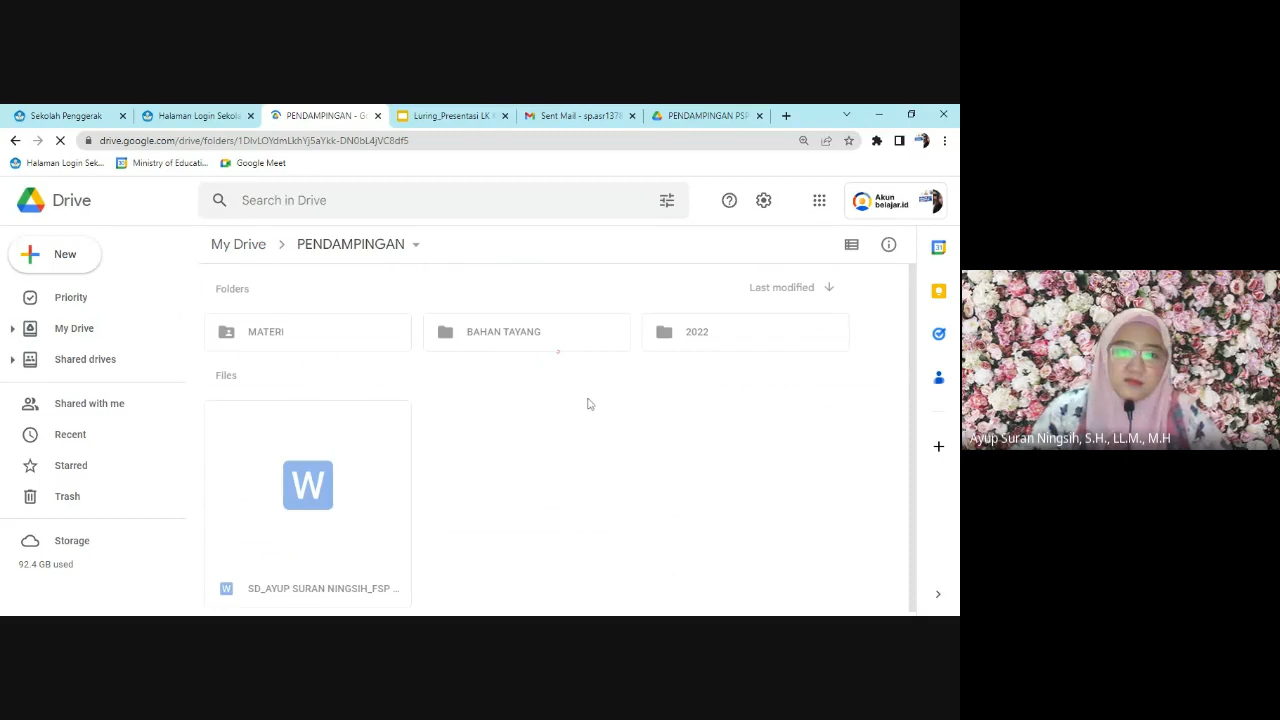 Sekolah Penggerak
Halaman Login Sekola
PENDAMPINGAN - G
Luring_Presentasi LK
Sent Mail - sp.asr1378
PENDAMPINGAN PSP
drive.google.com/drive/folders/1DlvLOYdmLkhYj5aYkk-DN0bL4jVC8df5
Halaman Login Sek...
Ministry of Educati...
Google Meet
Drive
Search in Drive
Akun
belajar.id
New
My Drive > PENDAMPINGAN
Priority
My Drive
Shared drives
Shared with me
Recent
Starred
Trash
Storage
92.4 GB used
Folders
Last modified
MATERI
BAHAN TAYANG
2022
Files
W
W SD_AYUP SURAN NINGSIH_FSP ...
31
Ayup Suran Ningsih, S.H., LL.M., M.H